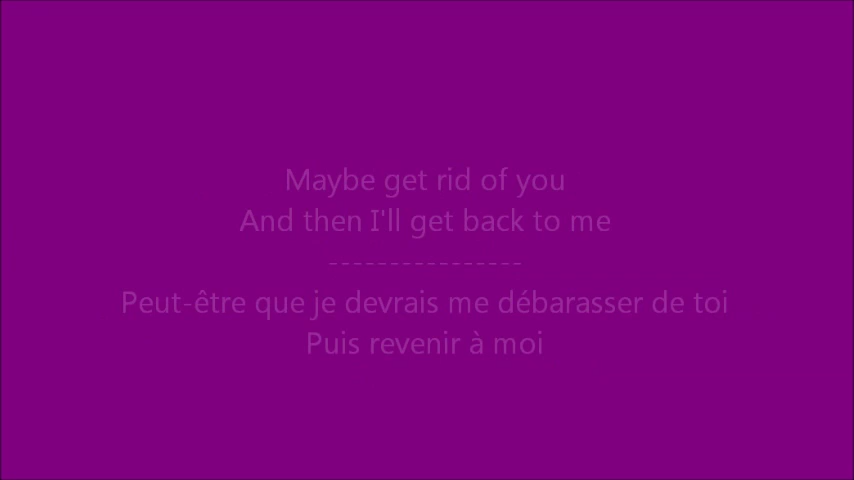 Maybe get rid of you
And then I'll get back to me
----------------
Peut-être que je devrais me débarasser de toi
Puis revenir à moi